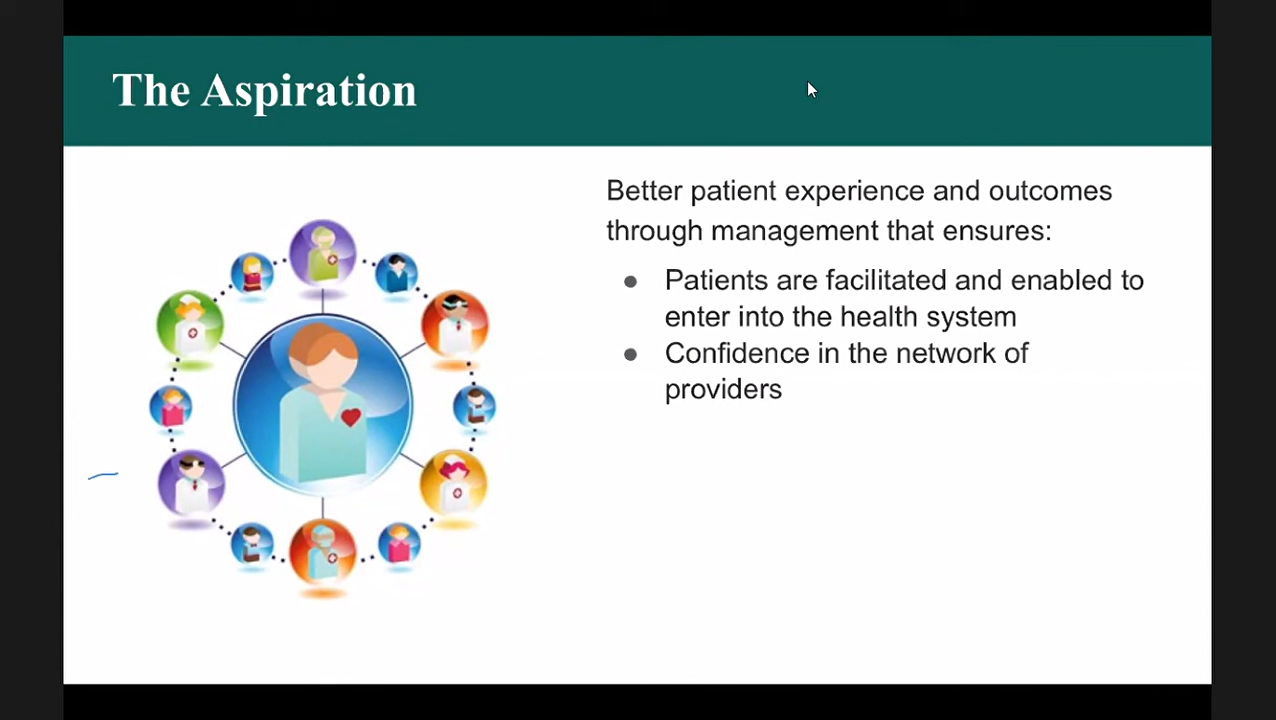 The Aspiration
Better patient experience and outcomes
through management that ensures:
● Patients are facilitated and enabled to
enter into the health system
● Confidence in the network of
providers